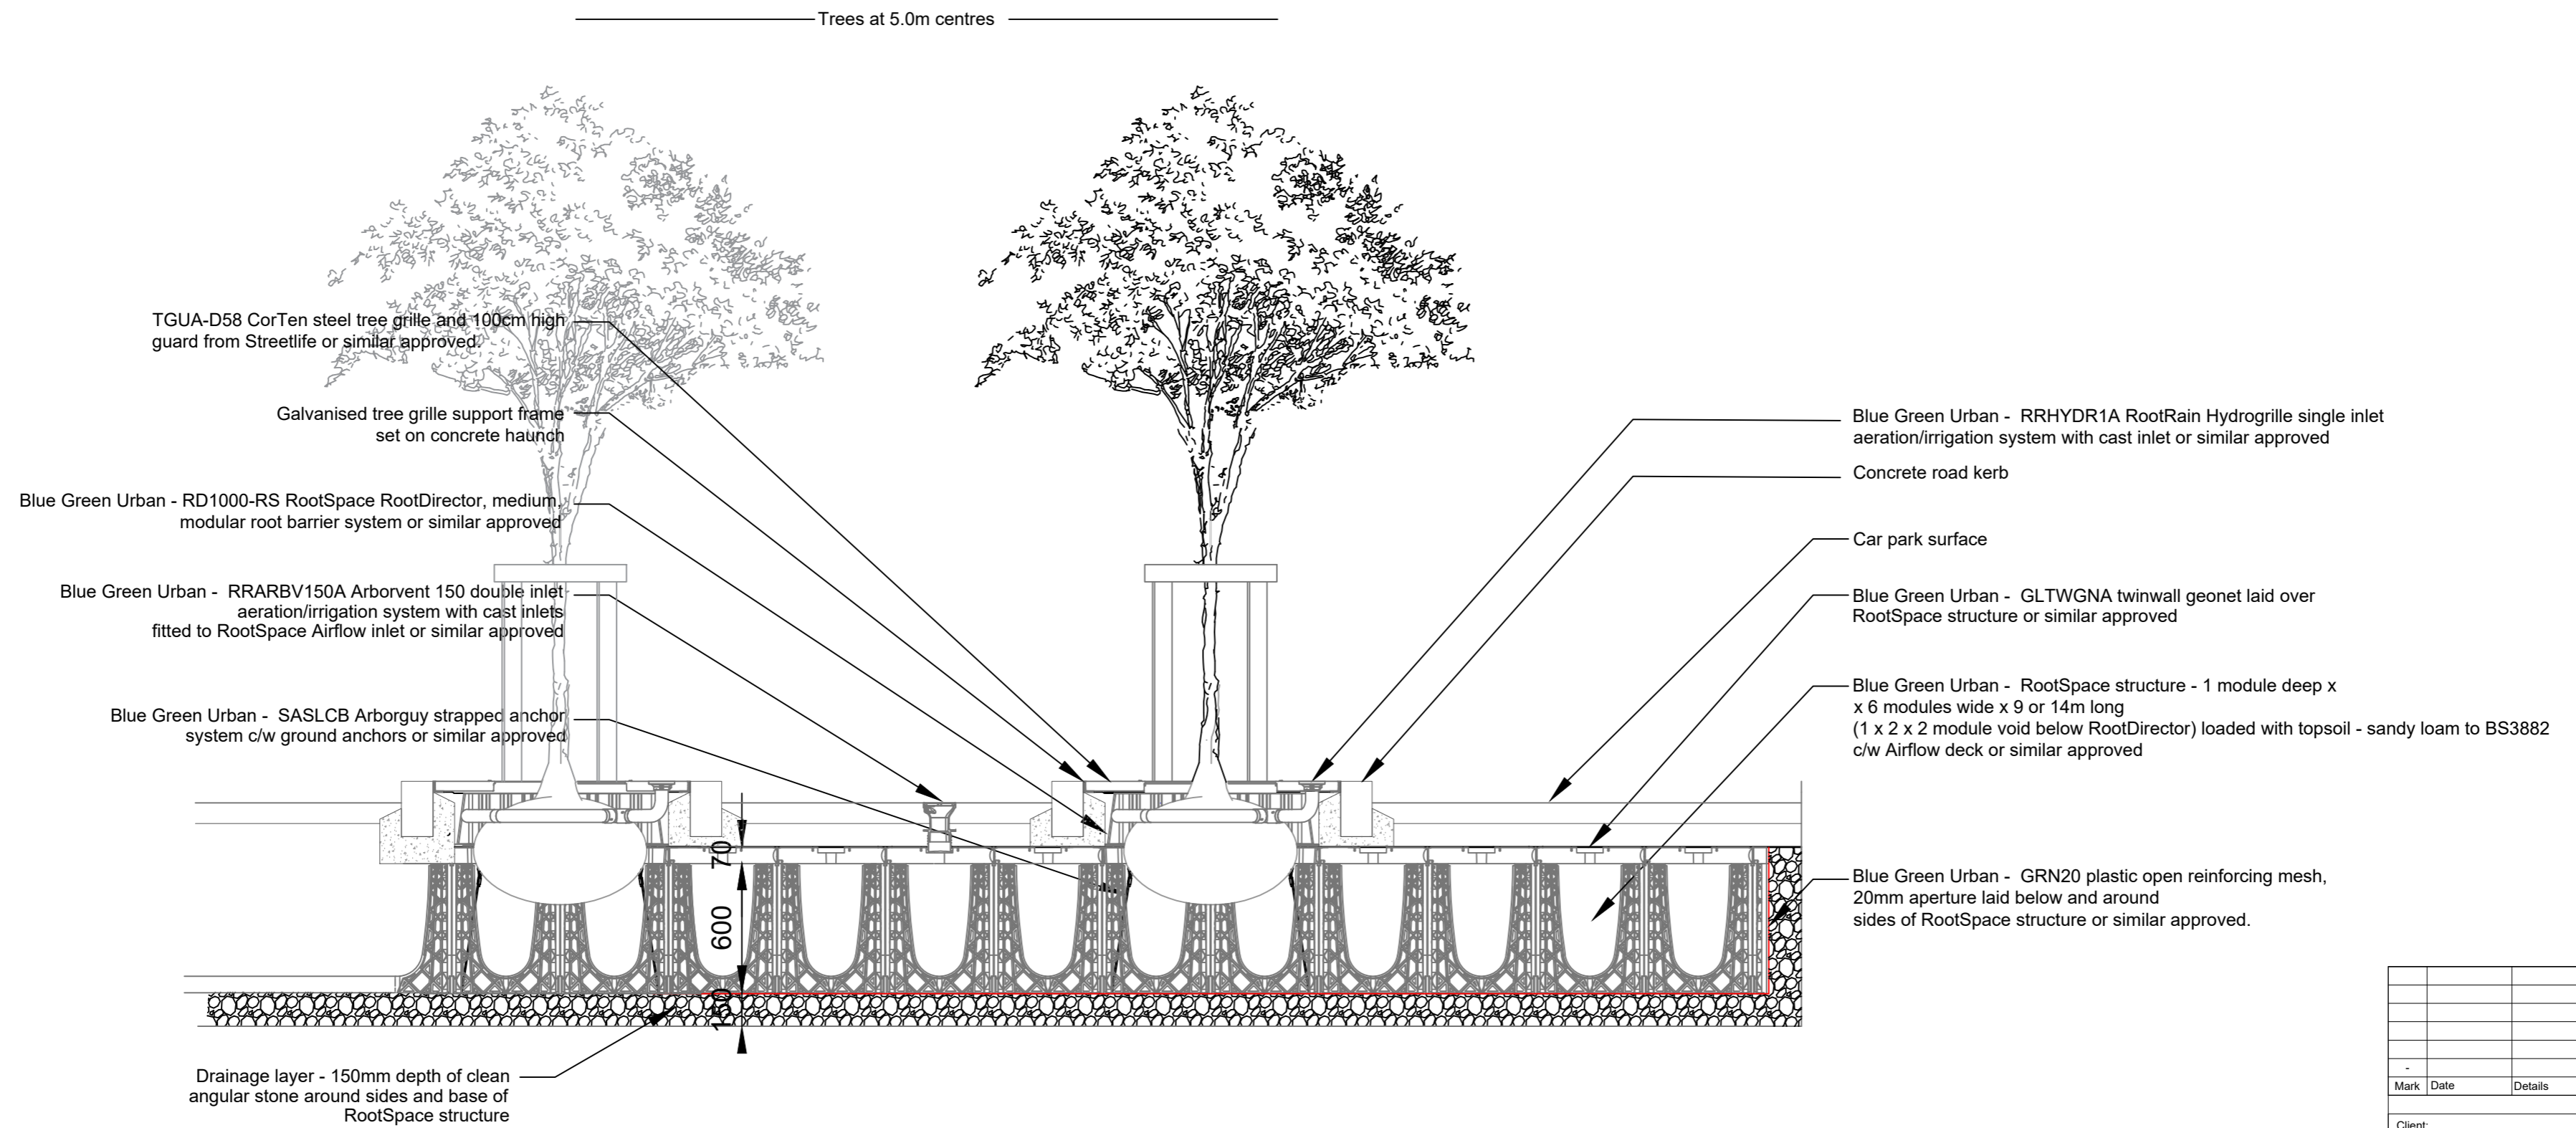 Trees at 5.0m centres
TGUA-D58 CorTen steel tree grille and 100cm high
guard from Streetlife or similar approved.
Galvanised tree grille support frame
set on concrete haunch
Blue Green Urban - RD1000-RS RootSpace RootDirector, medium,
modular root barrier system or similar approved
Blue Green Urban - RRARBV150A Arborvent 150 double inlet
aeration/irrigation system with cast inlets
fitted to RootSpace Airflow inlet or similar approved
Blue Green Urban - SASLCB Arborguy strapped anchor
system c/w ground anchors or similar approved
70
600
150
Drainage layer - 150mm depth of clean
angular stone around sides and base of
RootSpace structure
Blue Green Urban - RRHYDR1A RootRain Hydrogrille single inlet
aeration/irrigation system with cast inlet or similar approved
Concrete road kerb
Car park surface
Blue Green Urban - GLTWGNA twinwall geonet laid over
RootSpace structure or similar approved
Blue Green Urban - RootSpace structure - 1 module deep x
x 6 modules wide x 9 or 14m long
(1 x 2 x 2 module void below RootDirector) loaded with topsoil - sandy loam to BS3882
c/w Airflow deck or similar approved
Blue Green Urban - GRN20 plastic open reinforcing mesh,
20mm aperture laid below and around
sides of RootSpace structure or similar approved.
-
Mark Date Details
Client: